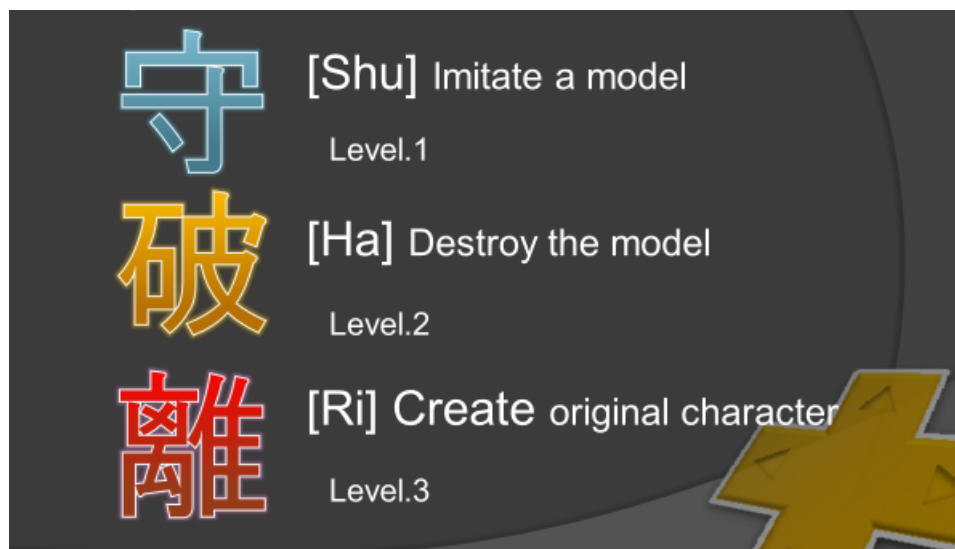 守 [Shu] Imitate a model
Level.1
破 [Ha] Destroy the model
Level.2
離 [Ri] Create original character
Level.3